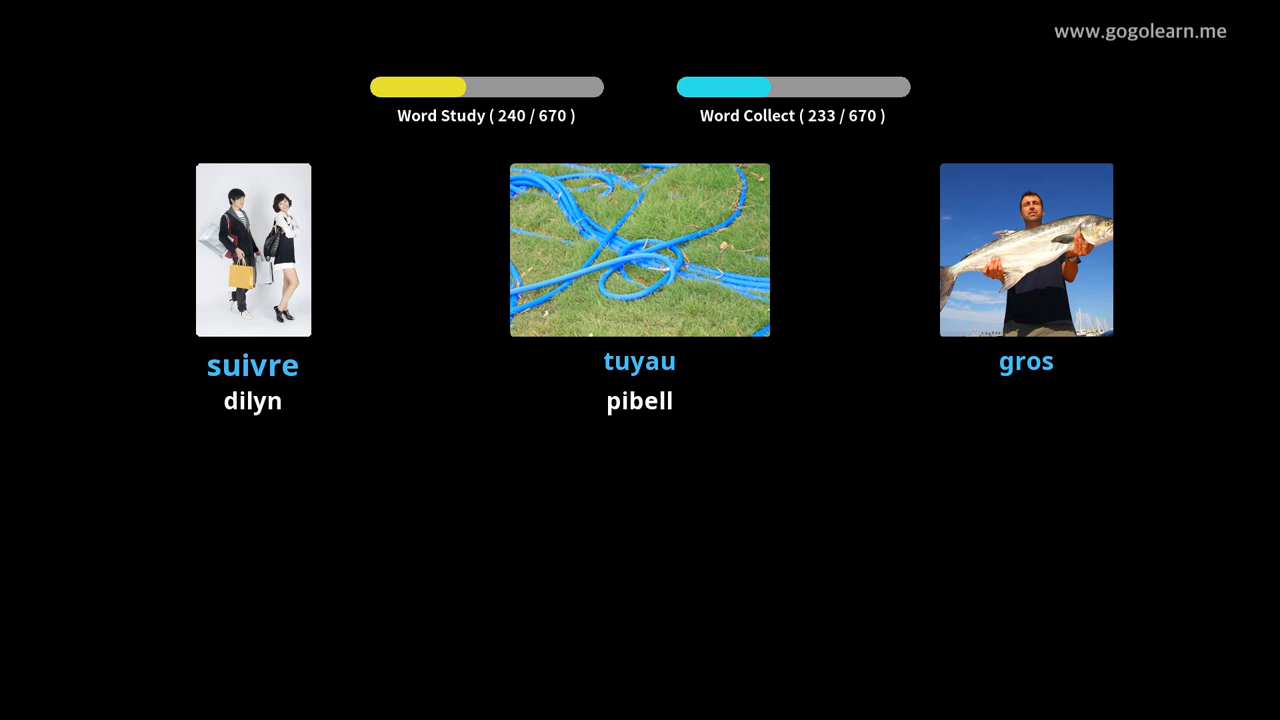 www.gogolearn.me
Word Study ( 240 / 670 )
Word Collect ( 233 / 670 )
suivre
tuyau
gros
dilyn
pibell